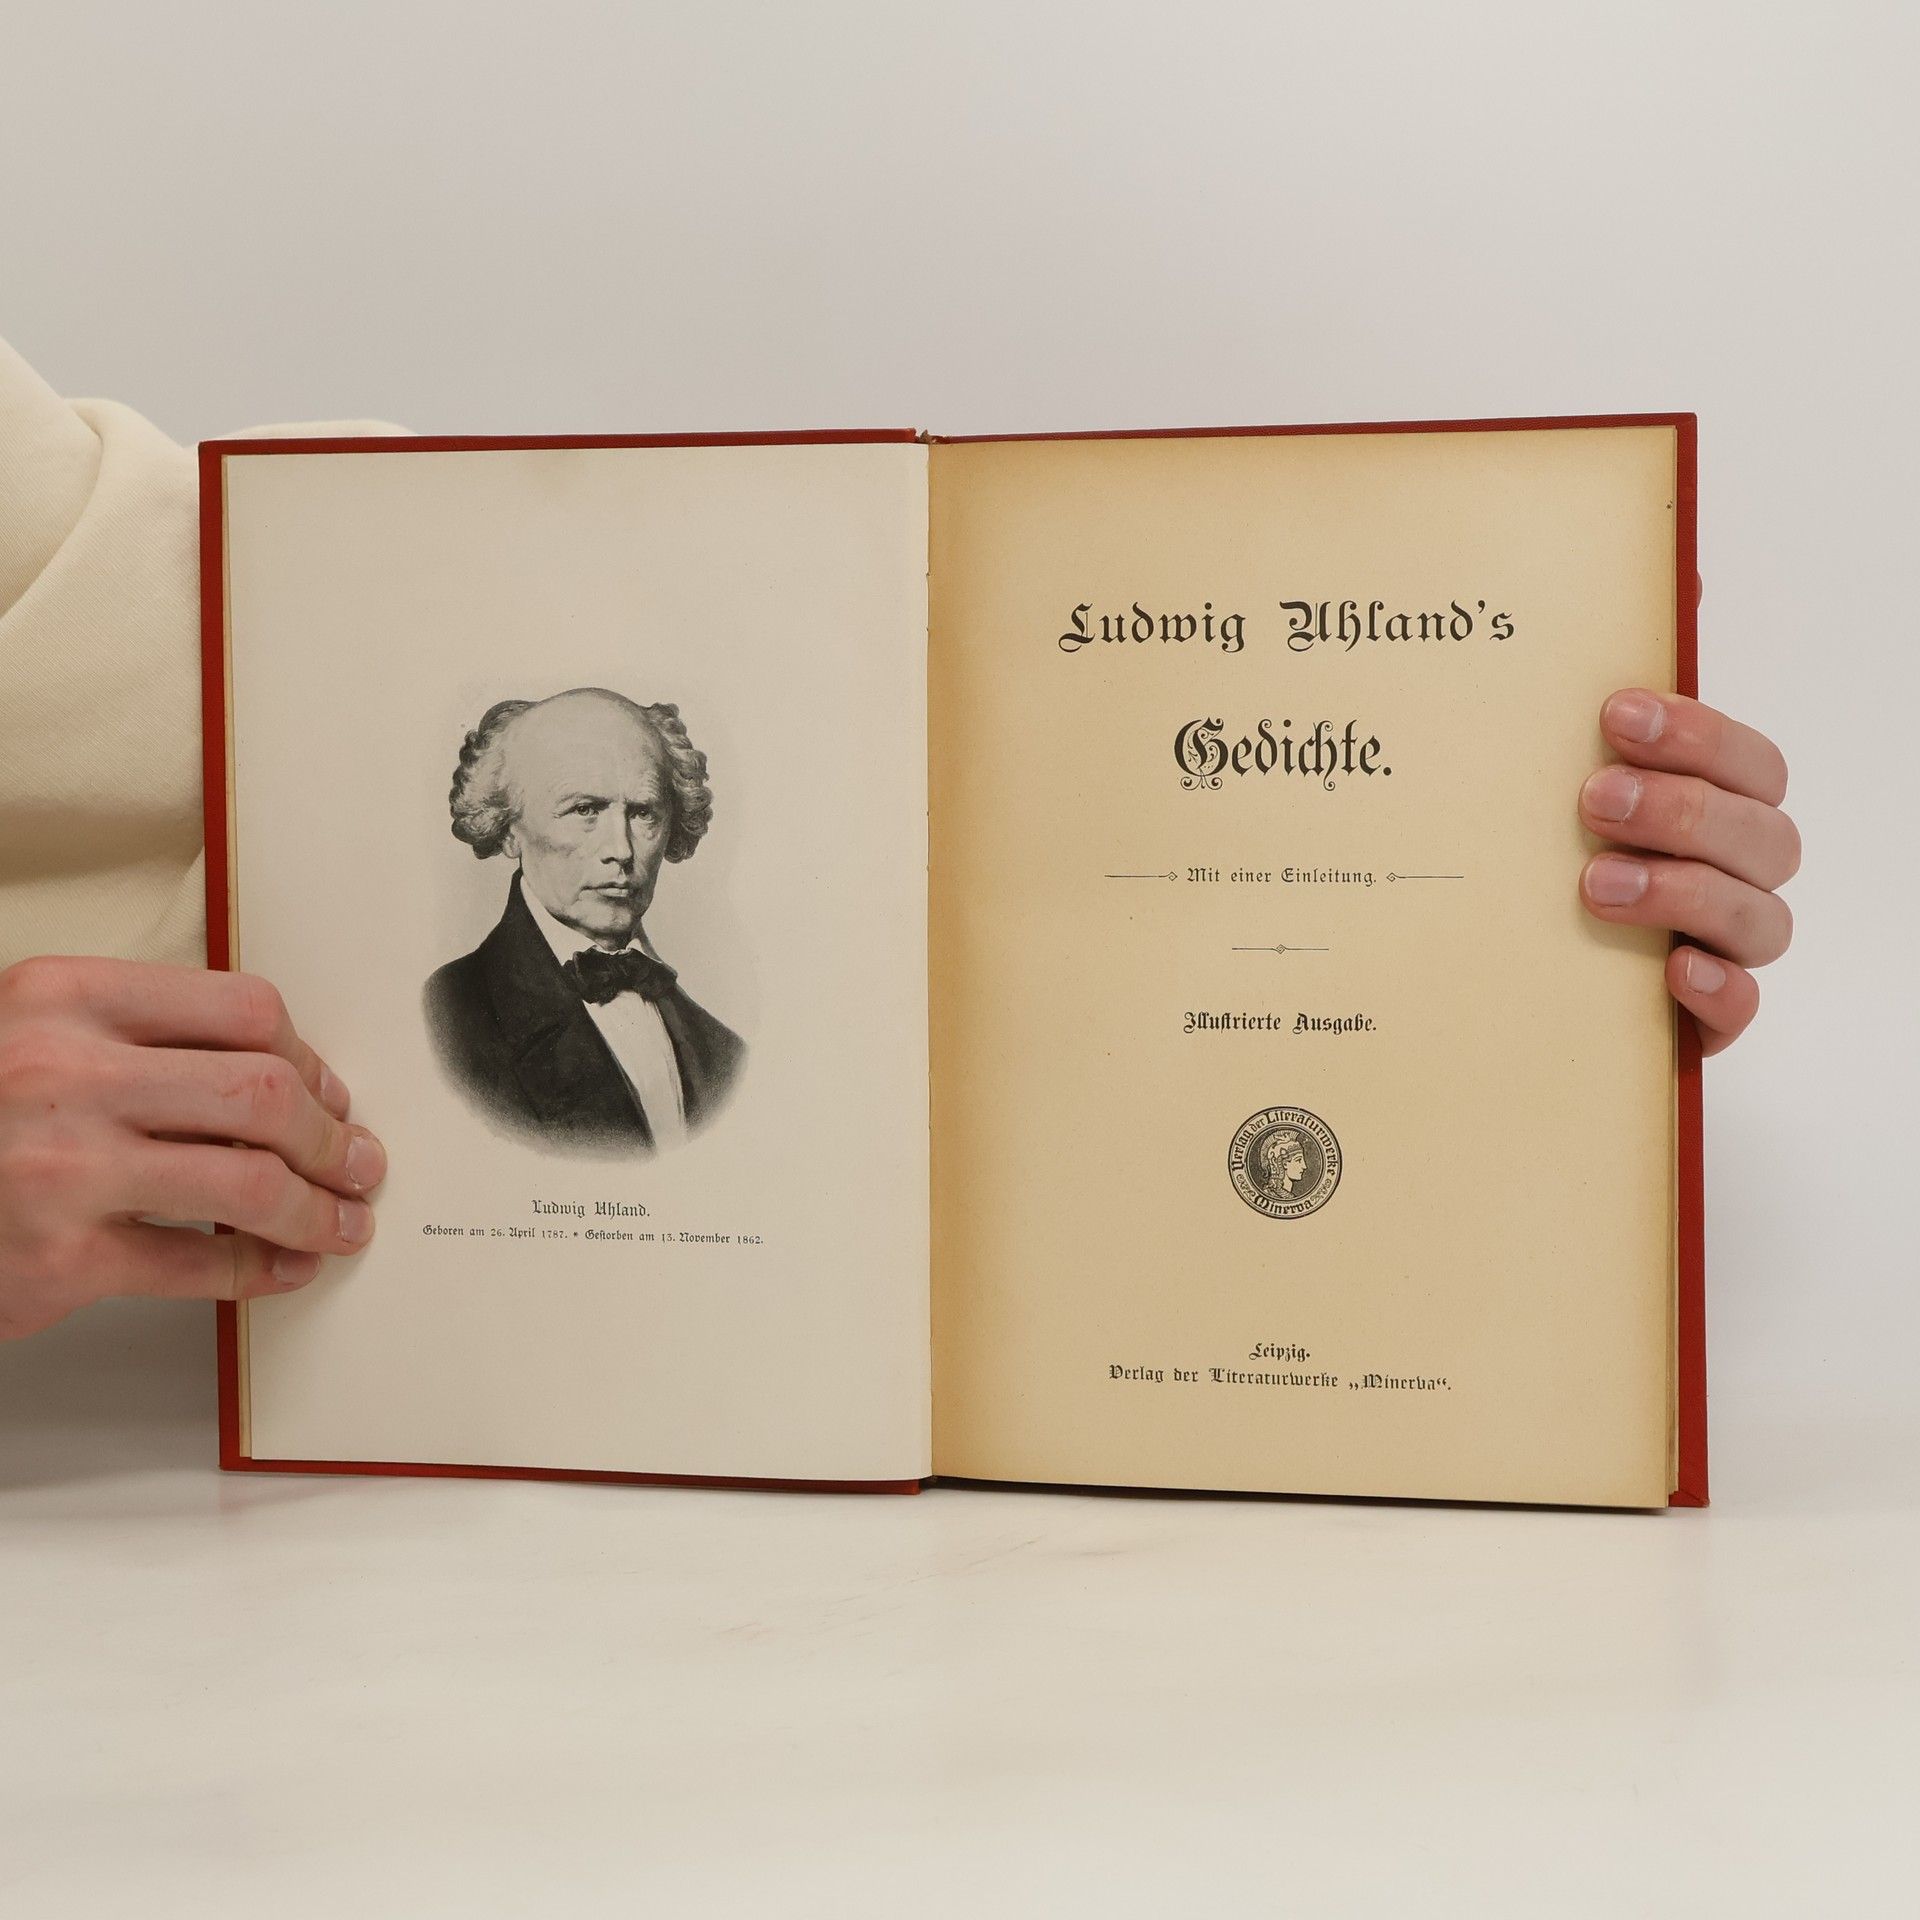 Ludwig Uhland.
Geboren am 26. April 1787. * Gestorben am 13. November 1862.
Ludwig Uhland's
Gedichte.
Mit einer Einleitung.
Illustrierte Ausgabe.
Verlag der Literaturwerke
Minerva
Leipzig.
Verlag der Literaturwerke „Minerva“.